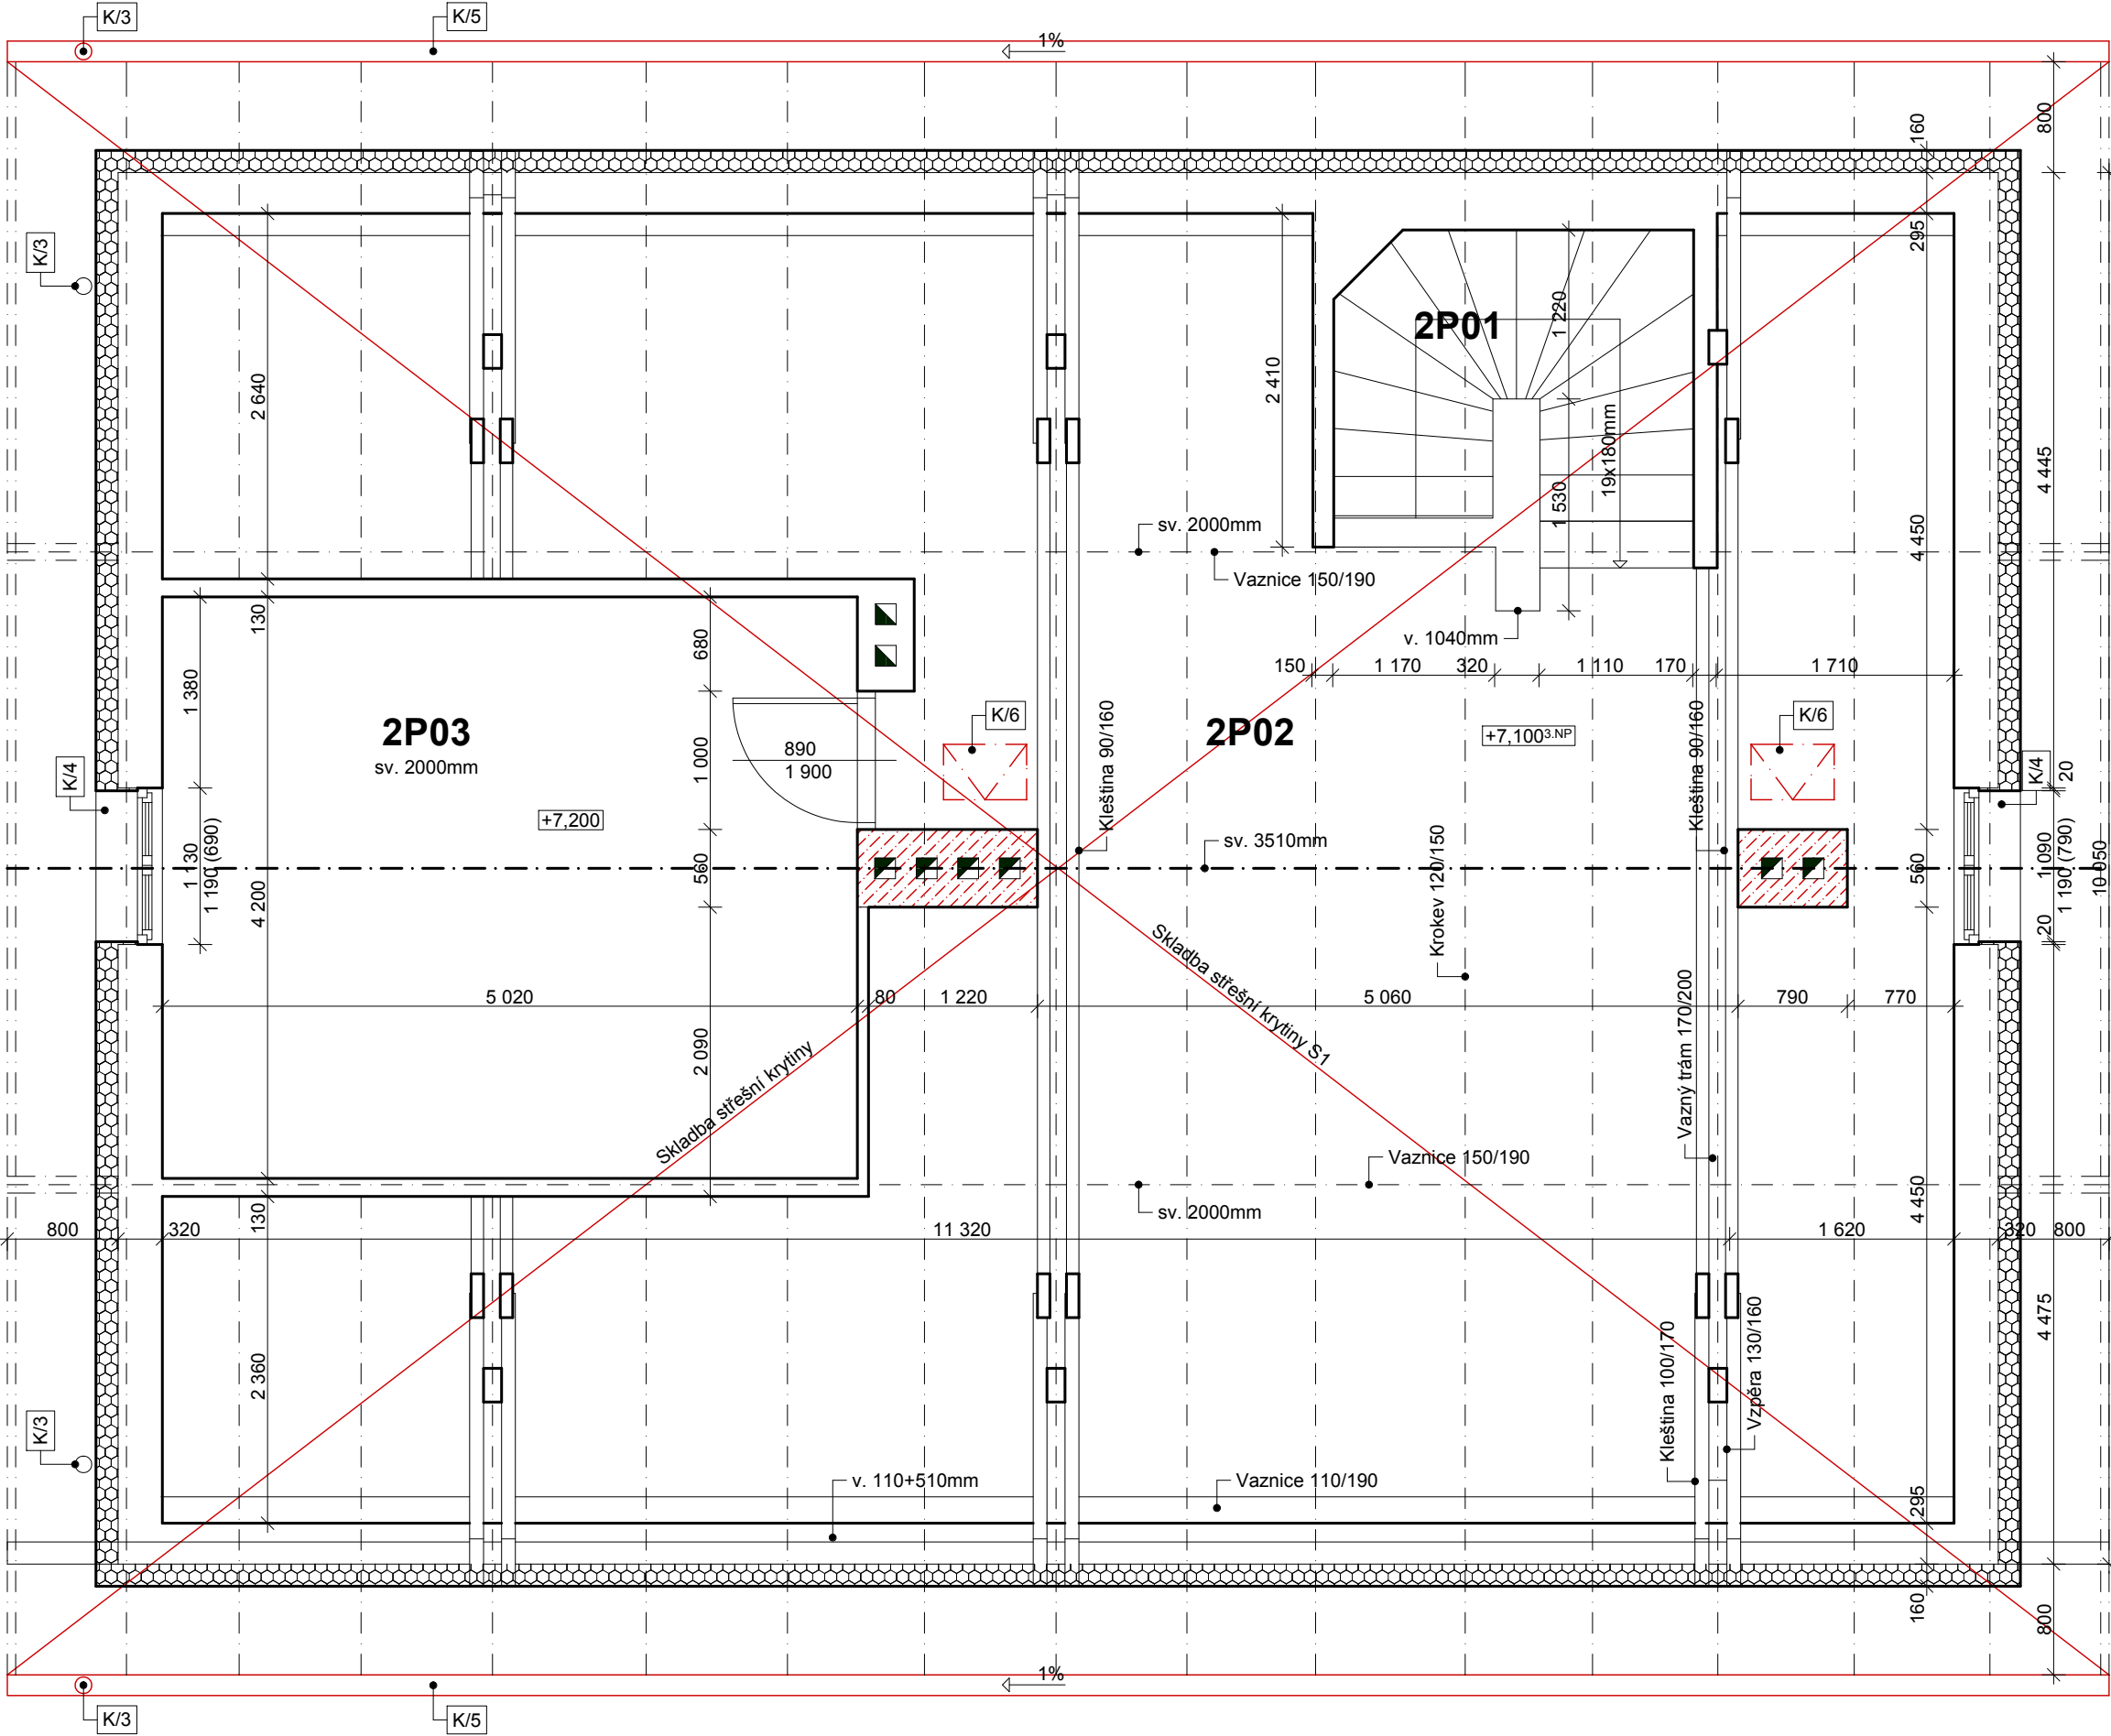 K/3
K/5
1%
160
800
K/3
295
2P01
1 220
2 640
2 410
19x180mm
1 530
4 445
4 450
sv. 2000mm
Vaznice 150/190
130
680
v. 1040mm
150
1 170
320
1 110
170
1 710
1 380
2P03
sv. 2000mm
K/6
2P02
+7,100 3.NP
K/6
Kleština 90/160
Kleština 90/160
K/4
890
1 900
1 000
K/4
20
+7,200
1 130
1 190 (690)
560
sv. 3510mm
560
1 090
1 190 (790)
10 050
4 200
Krokev 120/150
20
Skladba střešní krytiny S1
5 020
80
1 220
5 060
790
770
2 090
Skladba střešní krytiny
Vazný trám 170/200
Vaznice 150/190
130
sv. 2000mm
4 450
800
320
11 320
1 620
320
800
2 360
Kleština 100/170
Vzpěra 130/160
4 475
K/3
v. 110+510mm
Vaznice 110/190
295
160
800
1%
K/3
K/5